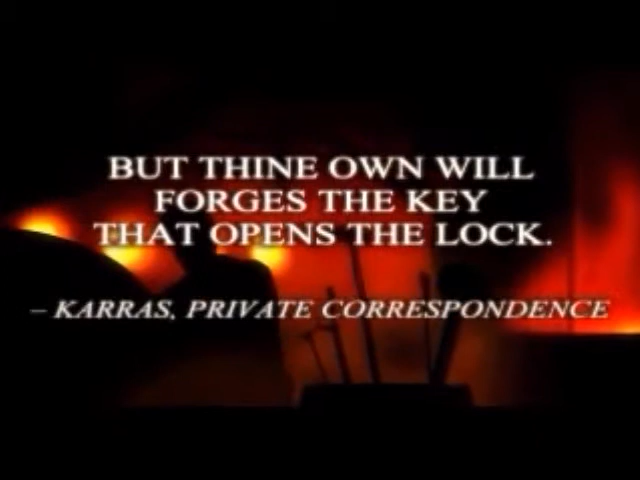 BUT THINE OWN WILL
FORGES THE KEY
THAT OPENS THE LOCK.
– KARRAS, PRIVATE CORRESPONDENCE